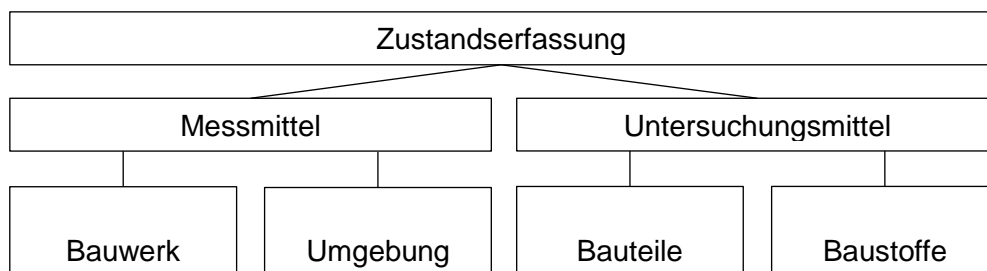 Zustandserfassung
Messmittel Untersuchungsmittel
Bauwerk Umgebung Bauteile Baustoffe